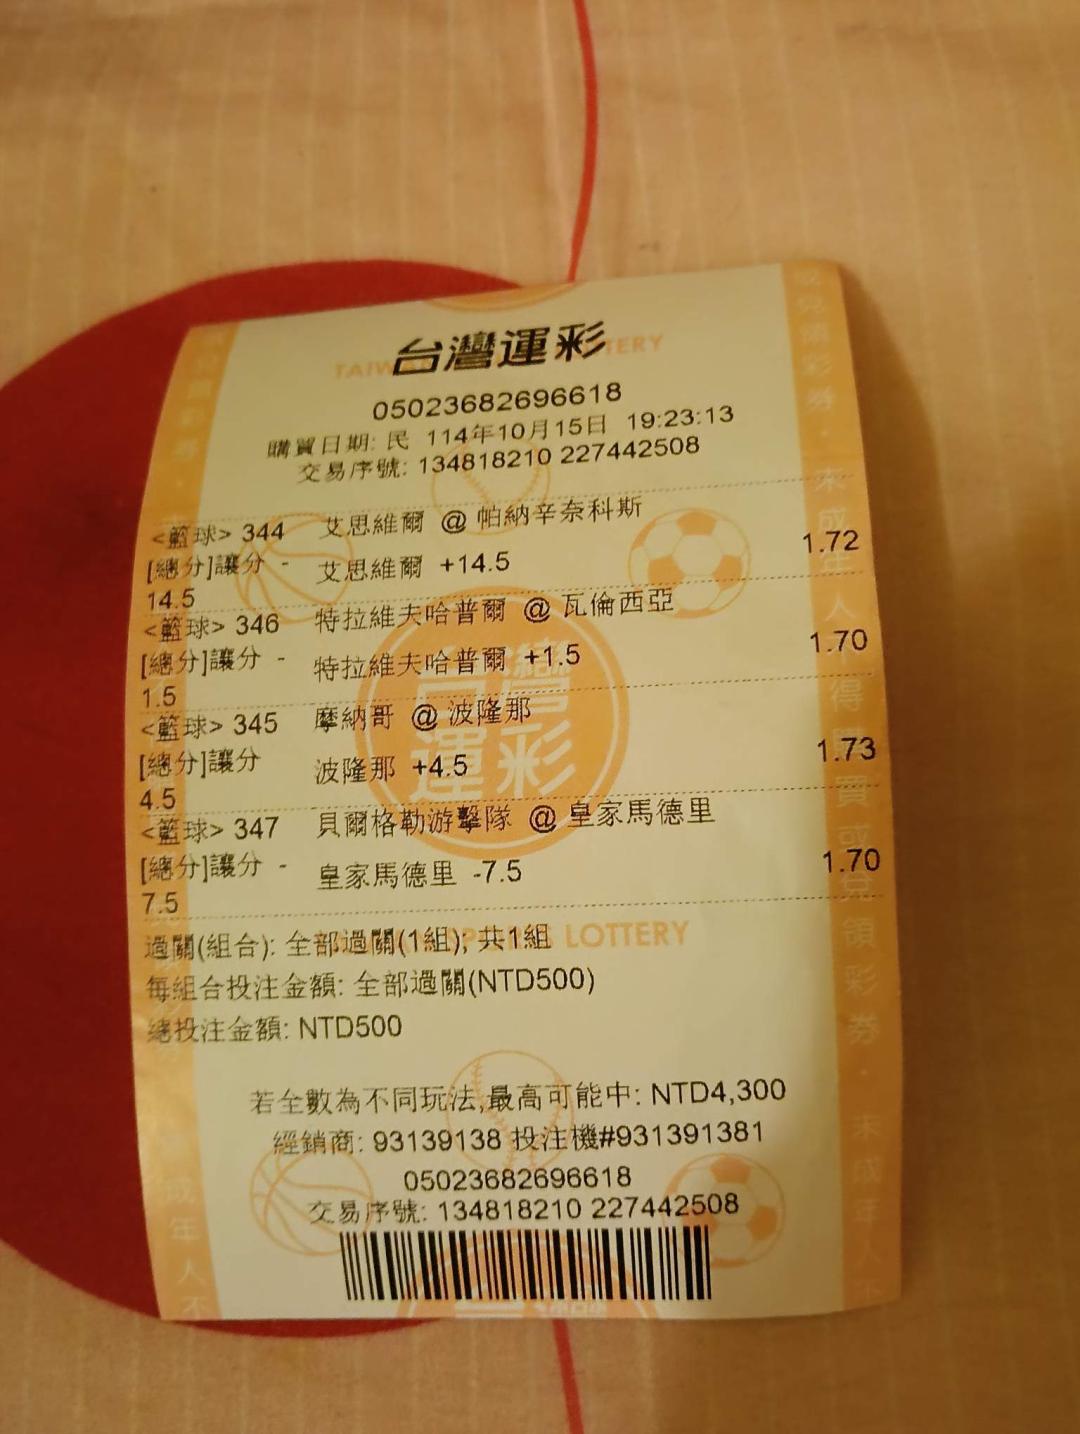 台灣運彩
05023682696618
購買日期: 民 114年10月15日 19:23:13
交易序號: 134818210 227442508
<籃球> 344 艾思維爾 @ 帕納辛奈科斯
[總分]讓分 - 艾思維爾 +14.5 1.72
14.5
<籃球> 346 特拉維夫哈普爾 @ 瓦倫西亞
[總分]讓分 - 特拉維夫哈普爾 +1.5 1.70
1.5
<籃球> 345 摩納哥 @ 波隆那
[總分]讓分 波隆那 +4.5 1.73
4.5
<籃球> 347 貝爾格勒游擊隊 @ 皇家馬德里
[總分]讓分 - 皇家馬德里 -7.5 1.70
7.5
過關(組合): 全部過關(1組); 共1組
LOTTERY
每組合投注金額: 全部過關(NTD500)
總投注金額: NTD500
若全數為不同玩法,最高可能中: NTD4,300
經銷商: 93139138 投注機#931391381
05023682696618
交易序號: 134818210 227442508